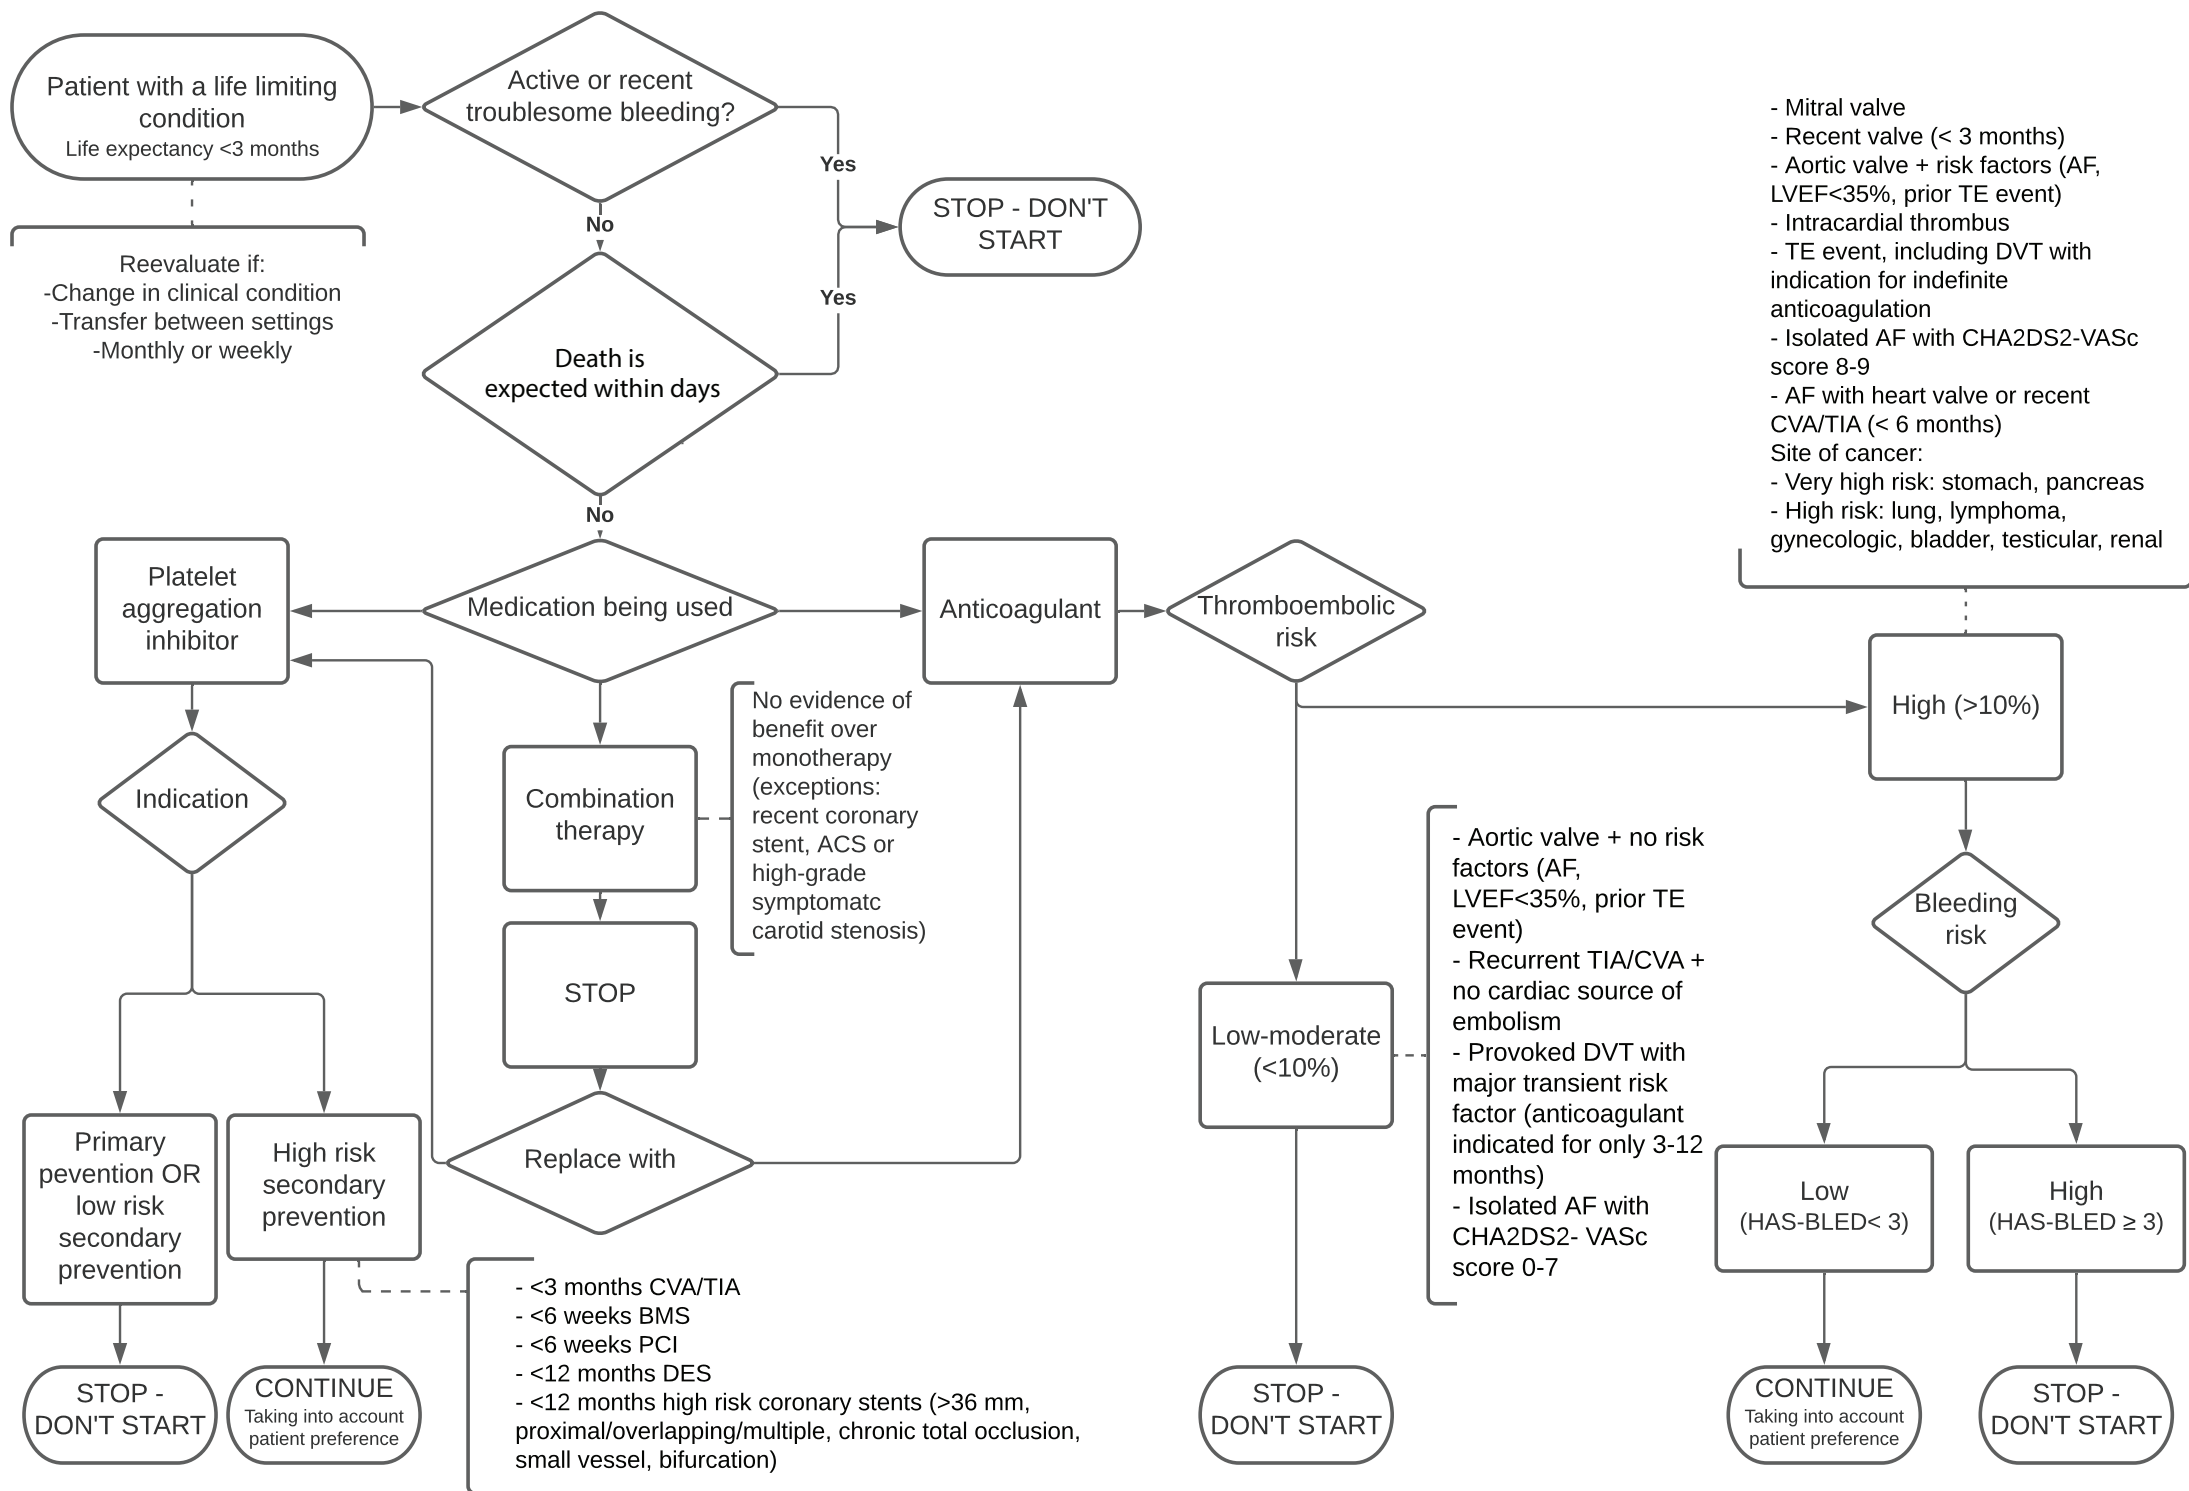 Patient with a life limiting
condition
Life expectancy <3 months
Reevaluate if:
-Change in clinical condition
-Transfer between settings
-Monthly or weekly
Active or recent
troublesome bleeding?
Yes
No
STOP - DON'T
START
Yes
Death is
expected within days
No
Medication being used
Platelet
aggregation
inhibitor
Indication
Primary
pevention OR
low risk
secondary
prevention
STOP -
DON'T START
High risk
secondary
prevention
CONTINUE
Taking into account
patient preference
- <3 months CVA/TIA
- <6 weeks BMS
- <6 weeks PCI
- <12 months DES
- <12 months high risk coronary stents (>36 mm,
proximal/overlapping/multiple, chronic total occlusion,
small vessel, bifurcation)
Combination
therapy
No evidence of
benefit over
monotherapy
(exceptions:
recent coronary
stent, ACS or
high-grade
symptomatc
carotid stenosis)
STOP
Replace with
Anticoagulant
Thromboembolic
risk
Low-moderate
(<10%)
- Aortic valve + no risk
factors (AF,
LVEF<35%, prior TE
event)
- Recurrent TIA/CVA +
no cardiac source of
embolism
- Provoked DVT with
major transient risk
factor (anticoagulant
indicated for only 3-12
months)
- Isolated AF with
CHA2DS2- VASc
score 0-7
STOP -
DON'T START
- Mitral valve
- Recent valve (< 3 months)
- Aortic valve + risk factors (AF,
LVEF<35%, prior TE event)
- Intracardial thrombus
- TE event, including DVT with
indication for indefinite
anticoagulation
- Isolated AF with CHA2DS2-VASc
score 8-9
- AF with heart valve or recent
CVA/TIA (< 6 months)
Site of cancer:
- Very high risk: stomach, pancreas
- High risk: lung, lymphoma,
gynecologic, bladder, testicular, renal
High (>10%)
Bleeding
risk
Low
(HAS-BLED< 3)
CONTINUE
Taking into account
patient preference
High
(HAS-BLED ≥ 3)
STOP -
DON'T START